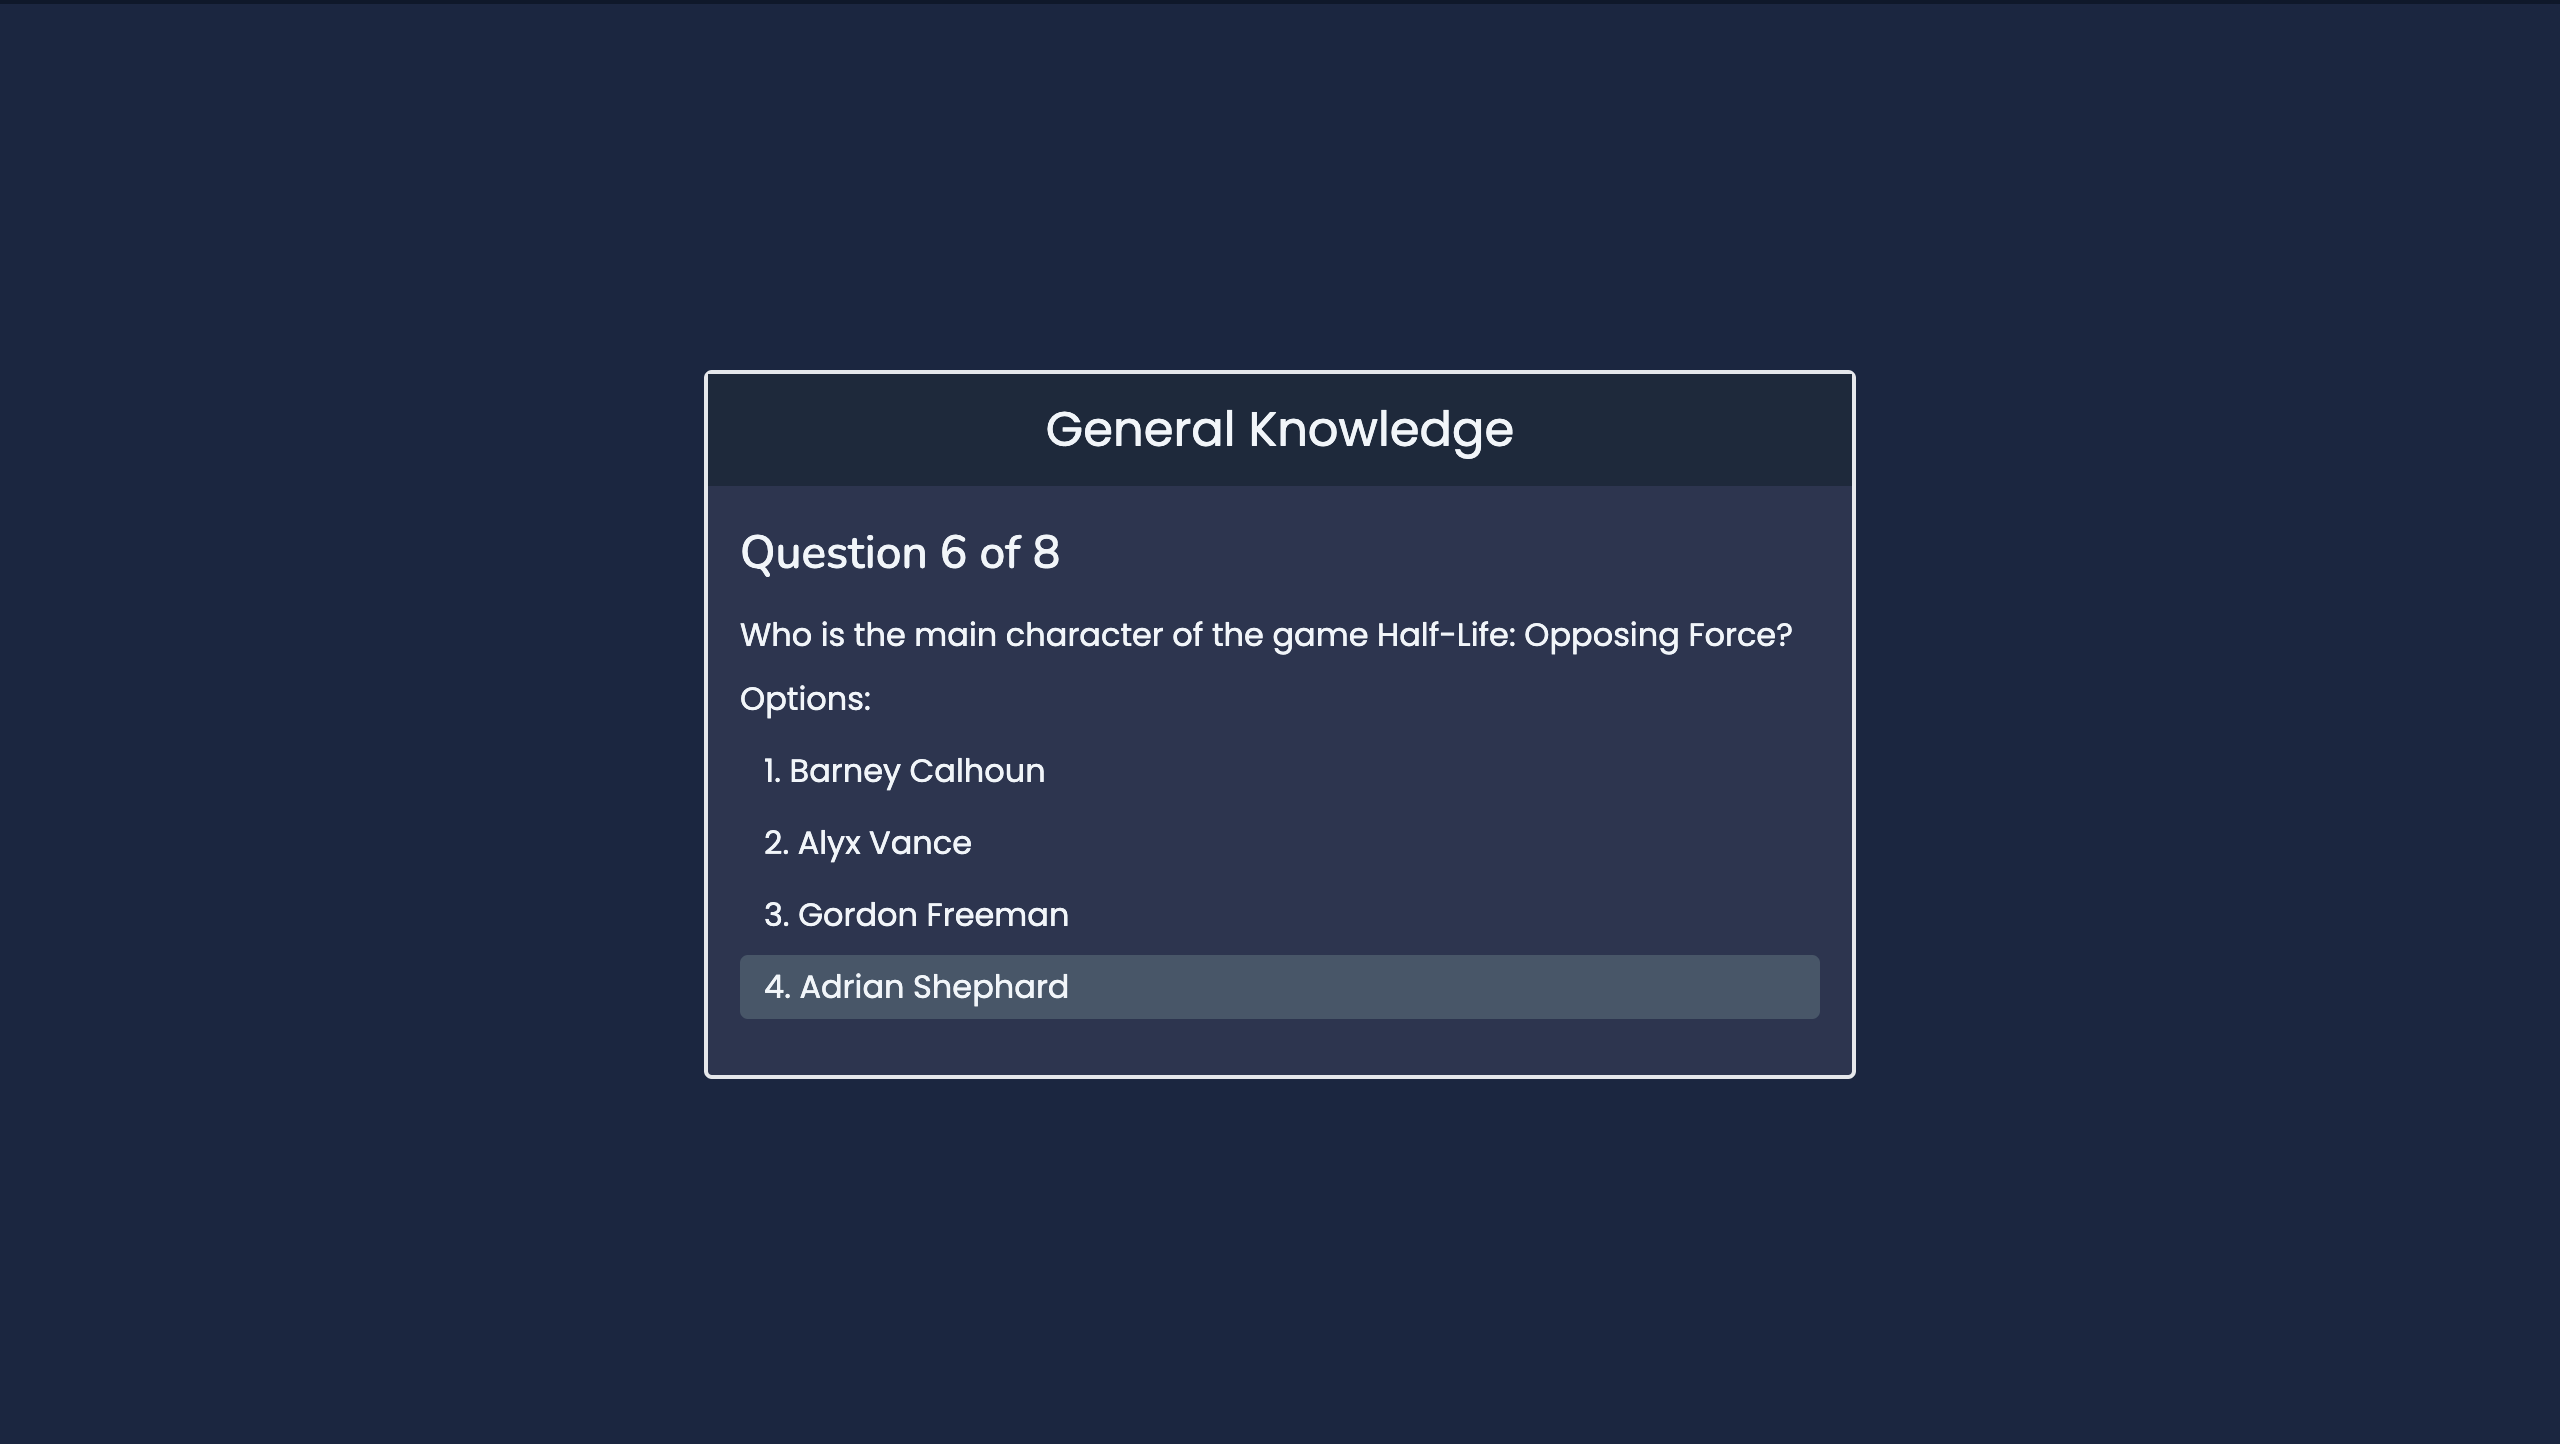 General Knowledge
Question 6 of 8
Who is the main character of the game Half-Life: Opposing Force?
Options:
1. Barney Calhoun
2. Alyx Vance
3. Gordon Freeman
4. Adrian Shephard